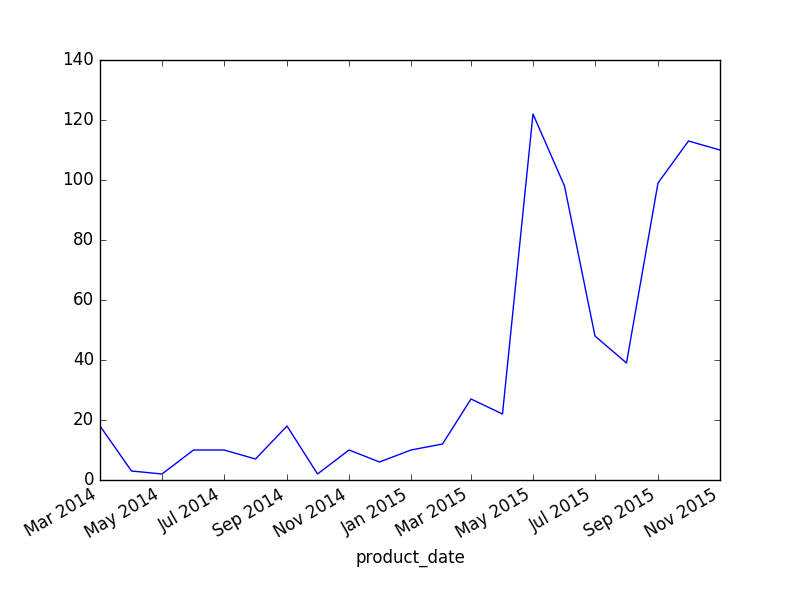 140
120
100
80
60
40
20
0
Mar 2014
May 2014
Jul 2014
Sep 2014
Nov 2014
Jan 2015
Mar 2015
May 2015
Jul 2015
Sep 2015
Nov 2015
product_date